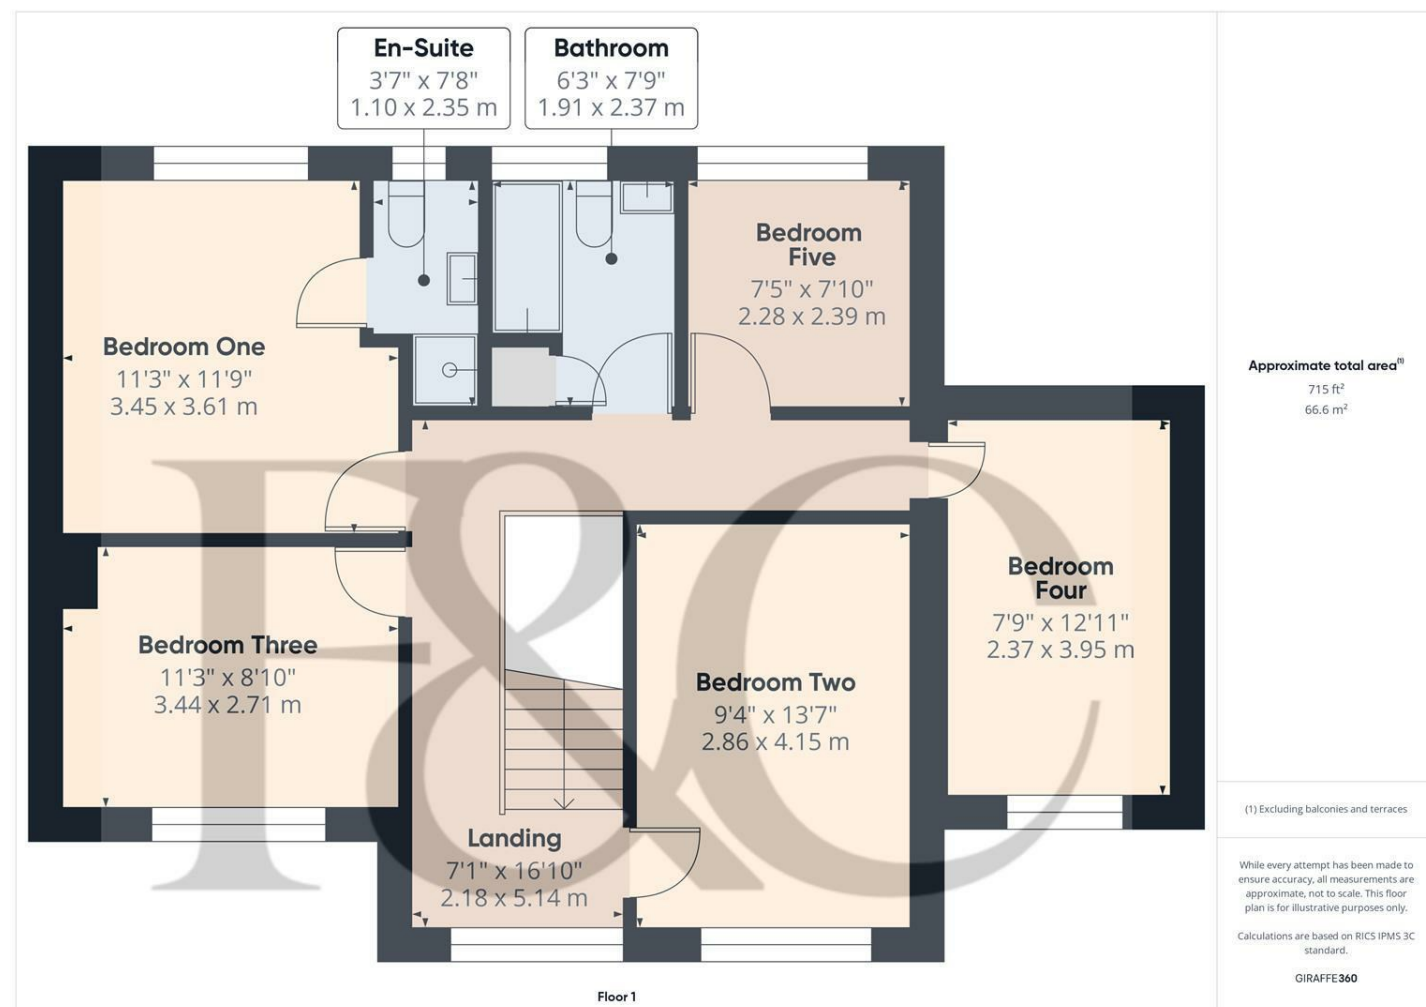 En-Suite
3'7" x 7'8"
1.10 x 2.35 m
Bathroom
6'3" x 7'9"
1.91 x 2.37 m
Bedroom
Five
7'5" x 7'10"
2.28 x 2.39 m
Bedroom One
11'3" x 11'9"
3.45 x 3.61 m
Bedroom
Four
7'9" x 12'11"
2.37 x 3.95 m
Bedroom Three
11'3" x 8'10"
3.44 x 2.71 m
Bedroom Two
9'4" x 13'7"
2.86 x 4.15 m
Landing
7'1" x 16'10"
2.18 x 5.14 m
F&C
Floor 1
Approximate total area⁽¹⁾
715 ft²
66.6 m²
(1) Excluding balconies and terraces
While every attempt has been made to
ensure accuracy, all measurements are
approximate, not to scale. This floor
plan is for illustrative purposes only.
Calculations are based on RICS IPMS 3C
standard.
GIRAFFE360